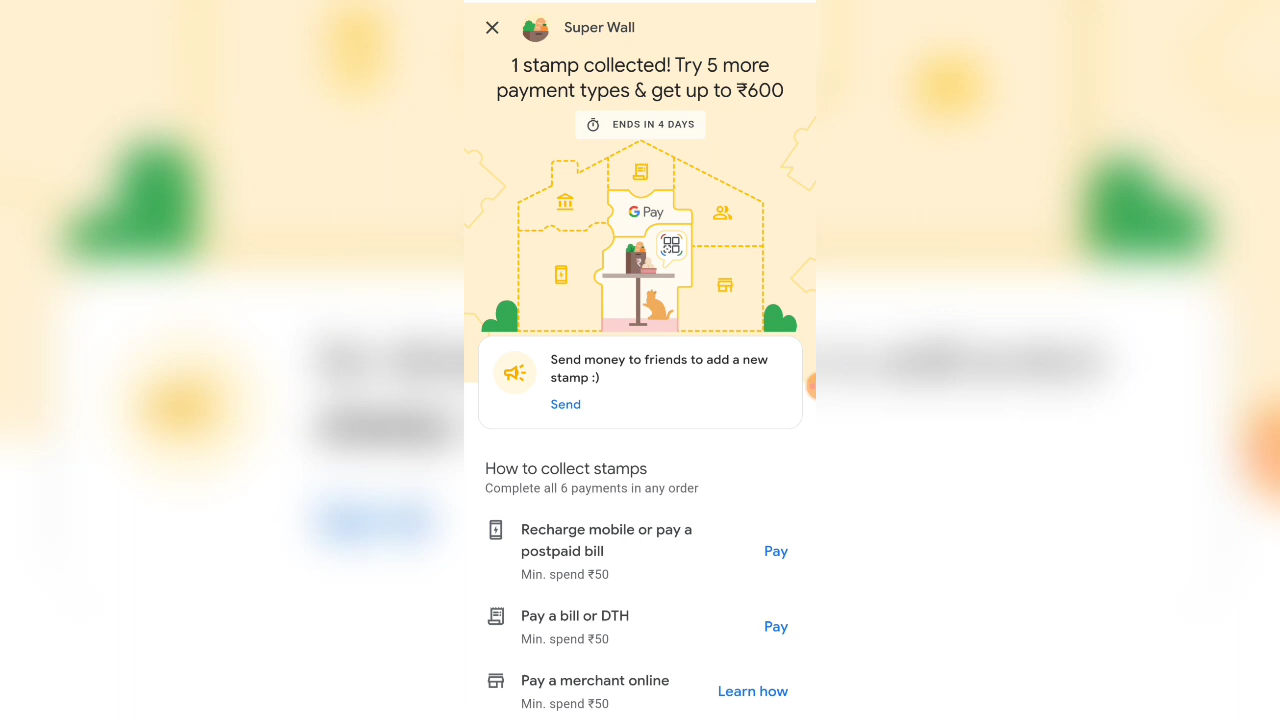 Super Wall
1 stamp collected! Try 5 more
payment types & get up to ₹600
ENDS IN 4 DAYS
G Pay
₹
Send money to friends to add a new
stamp :)
Send
How to collect stamps
Complete all 6 payments in any order
Recharge mobile or pay a
postpaid bill
Pay
Min. spend ₹50
Pay a bill or DTH
Pay
Min. spend ₹50
Pay a merchant online
Learn how
Min. spend ₹50